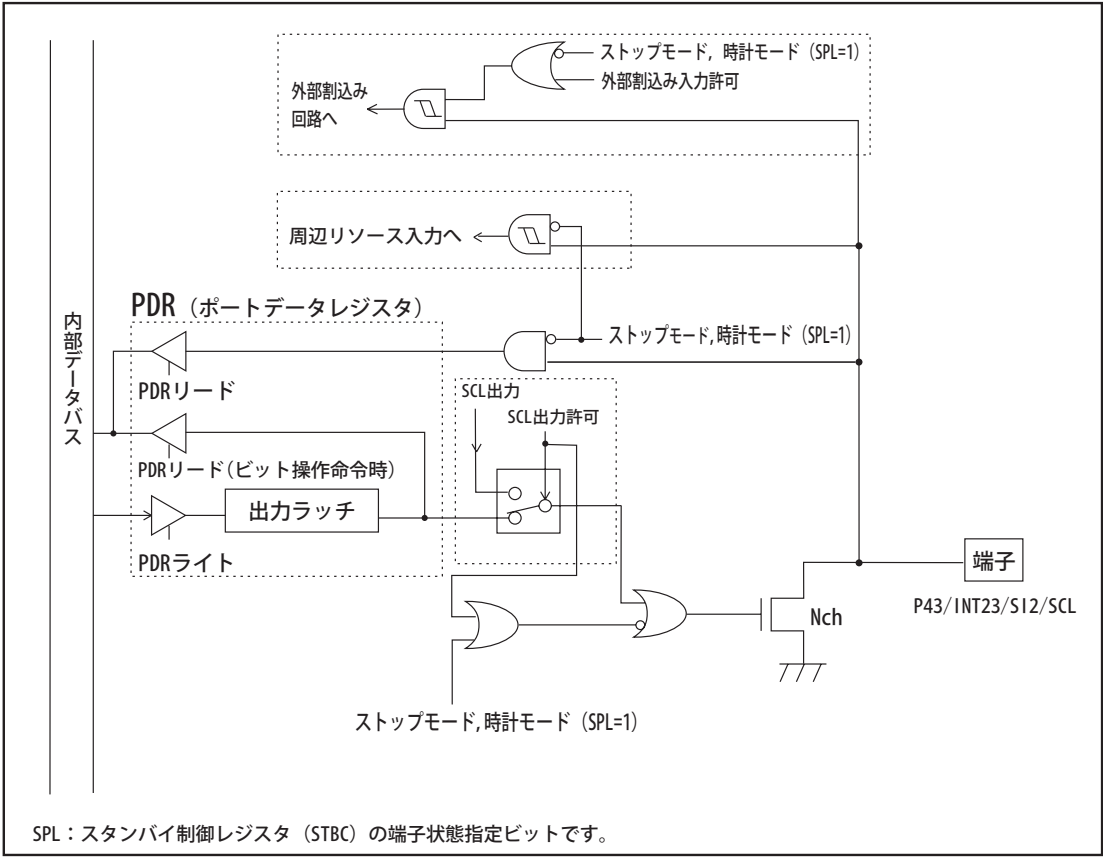 ストップモード, 時計モード（SPL=1）
外部割込み入力許可
外部割込み
回路へ
周辺リソース入力へ
PDR（ポートデータレジスタ）
ストップモード,時計モード（SPL=1）
内部データバス
PDRリード
SCL出力
SCL出力許可
PDRリード（ビット操作命令時）
出力ラッチ
PDRライト
端子
P43/INT23/SI2/SCL
Nch
ストップモード,時計モード（SPL=1）
SPL：スタンバイ制御レジスタ（STBC）の端子状態指定ビットです。